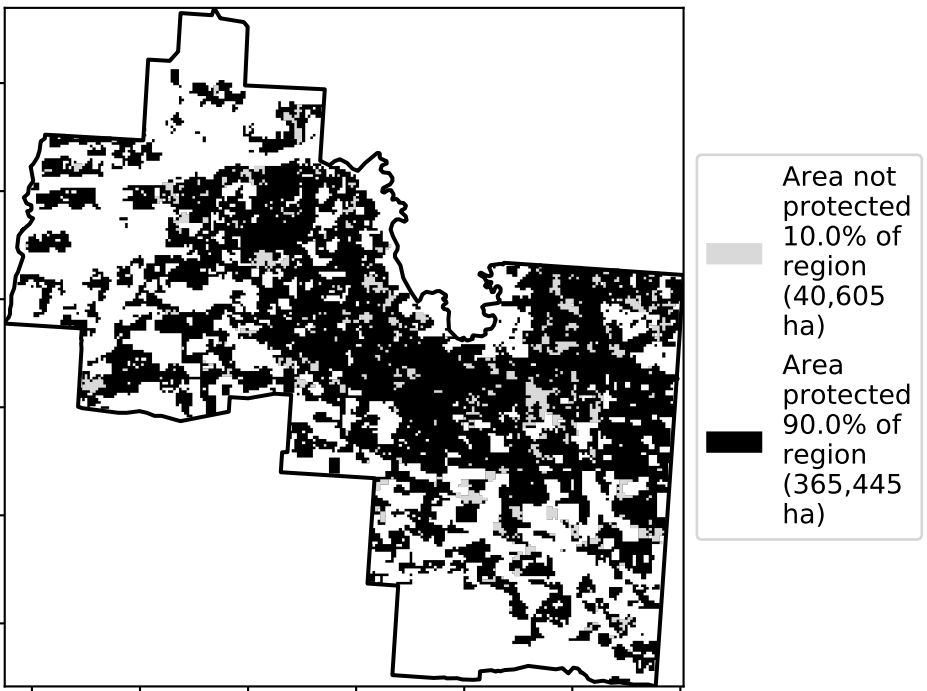 Area not
protected
10.0% of
region
(40,605
ha)
Area
protected
90.0% of
region
(365,445
ha)